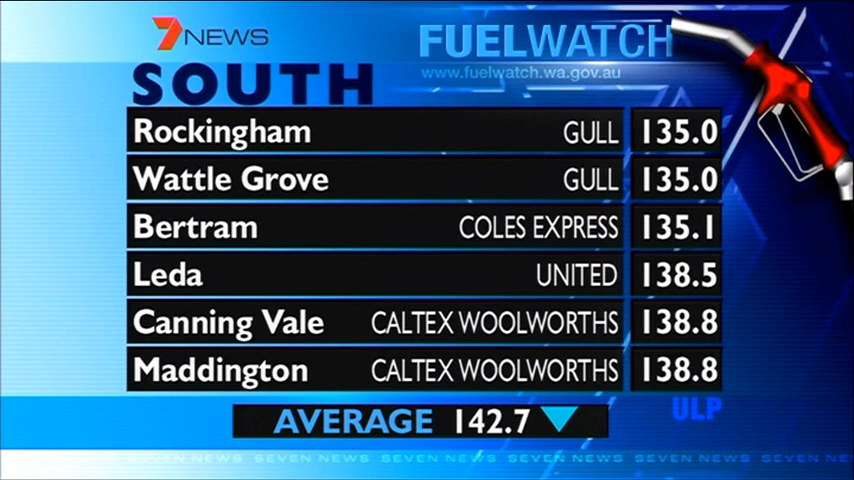 7NEWS
FUELWATCH
www.fuelwatch.wa.gov.au
SOUTH
Rockingham GULL 135.0
Wattle Grove GULL 135.0
Bertram COLES EXPRESS 135.1
Leda UNITED 138.5
Canning Vale CALTEX WOOLWORTHS 138.8
Maddington CALTEX WOOLWORTHS 138.8
ULP
AVERAGE 142.7
SEVEN NEWS SEVEN NEWS SEVEN NEWS SEVEN NEWS SEVEN NEWS